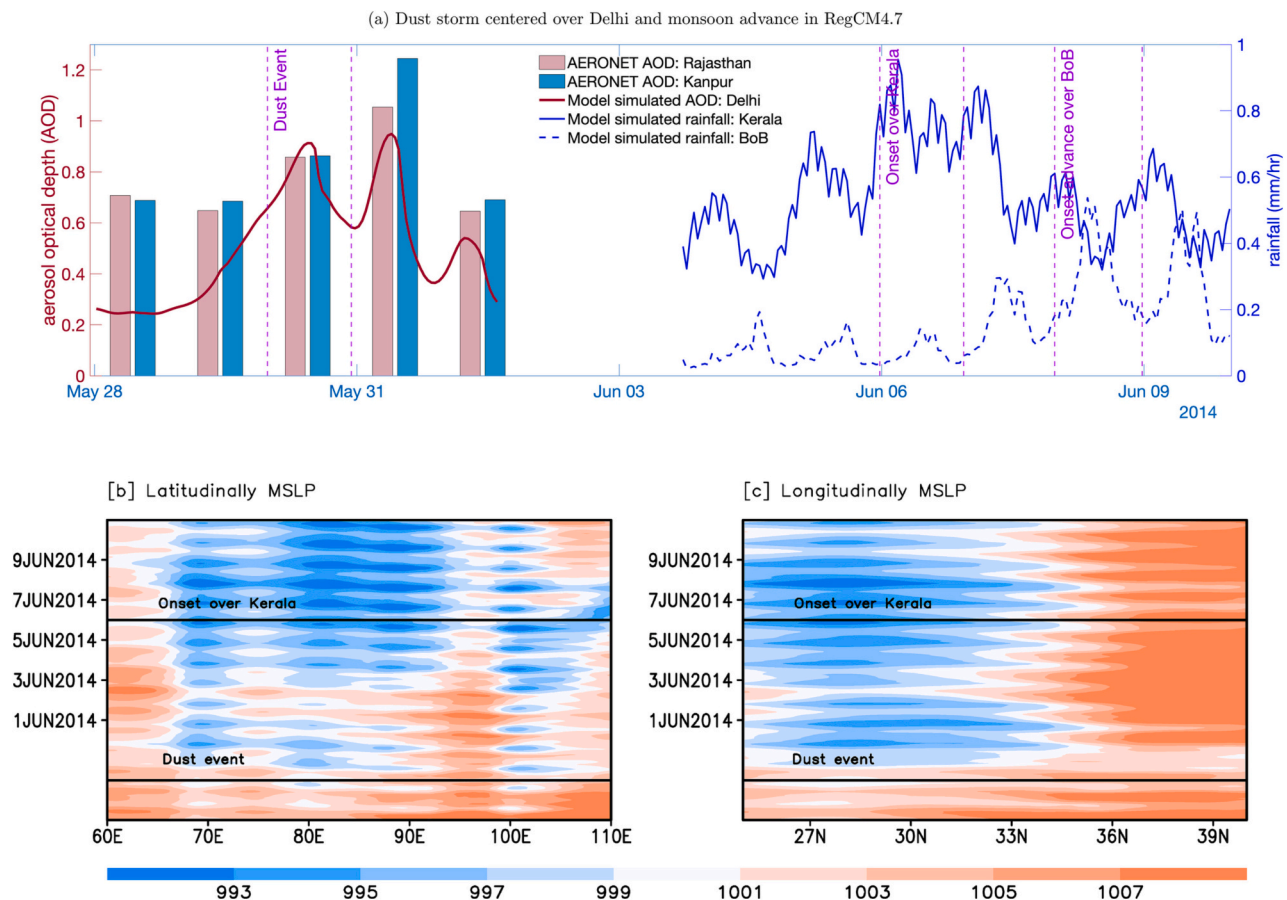 (a) Dust storm centered over Delhi and monsoon advance in RegCM4.7
aerosol optical depth (AOD)
1.2
1
0.8
0.6
0.4
0.2
0
Dust Event
AERONET AOD: Rajasthan
AERONET AOD: Kanpur
Model simulated AOD: Delhi
Model simulated rainfall: Kerala
Model simulated rainfall: BoB
Onset over Kerala
Onset advance over BoB
1
0.8
0.6
0.4
0.2
0
rainfall (mm/hr)
May 28 May 31 Jun 03 Jun 06 Jun 09
2014
[b] Latitudinally MSLP
9JUN2014
7JUN2014
5JUN2014
3JUN2014
1JUN2014
Onset over Kerala
Dust event
60E 70E 80E 90E 100E 110E
[c] Longitudinally MSLP
9JUN2014
7JUN2014
5JUN2014
3JUN2014
1JUN2014
Onset over Kerala
Dust event
27N 30N 33N 36N 39N
993 995 997 999 1001 1003 1005 1007